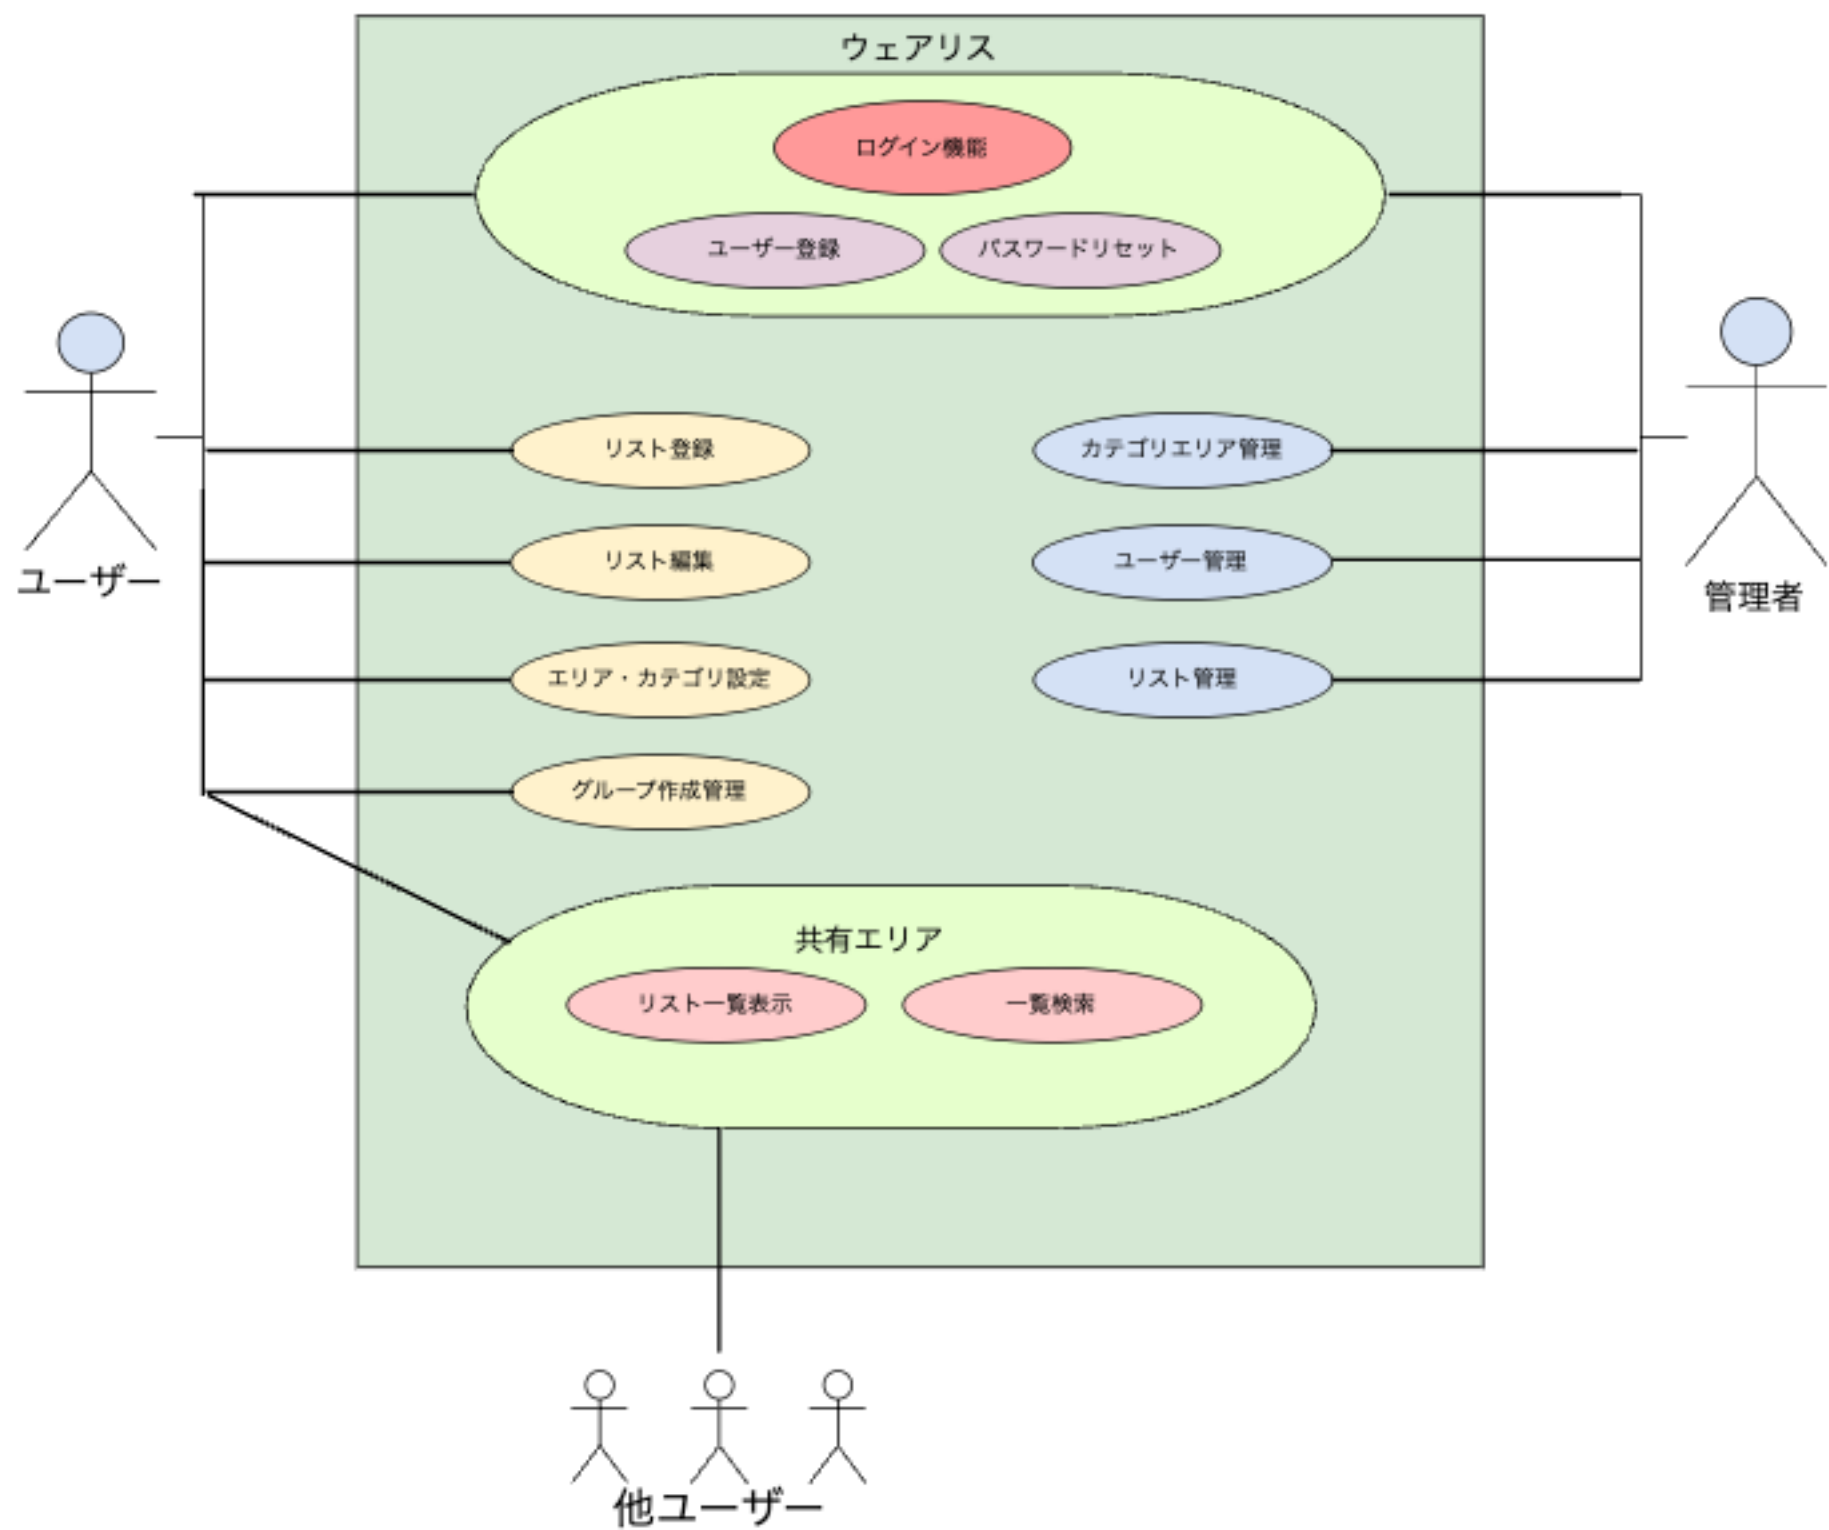 ウェアリス
ログイン機能
ユーザー登録
パスワードリセット
リスト登録
カテゴリエリア管理
リスト編集
ユーザー管理
ユーザー
管理者
エリア・カテゴリ設定
リスト管理
グループ作成管理
共有エリア
リスト一覧表示
一覧検索
他ユーザー